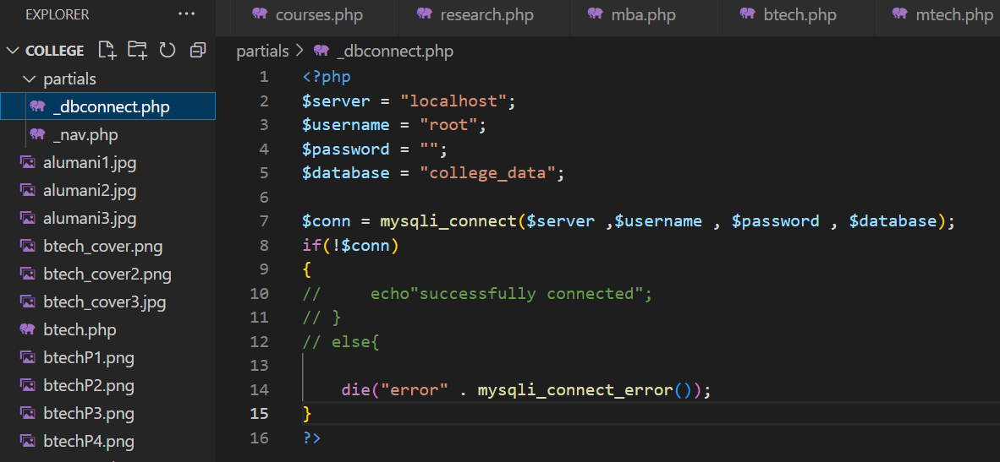 EXPLORER ...
COLLEGE
partials
_dbconnect.php
_nav.php
alumani1.jpg
alumani2.jpg
alumani3.jpg
btech_cover.png
btech_cover2.png
btech_cover3.jpg
btech.php
btechP1.png
btechP2.png
btechP3.png
btechP4.png
courses.php research.php mba.php btech.php mtech.php
partials > _dbconnect.php
1 <?php
2 $server = "localhost";
3 $username = "root";
4 $password = "";
5 $database = "college_data";
6
7 $conn = mysqli_connect($server ,$username , $password , $database);
8 if(!$conn)
9 {
10 //     echo"successfully connected";
11 // }
12 // else{
13
14     die("error" . mysqli_connect_error());
15 }
16 ?>